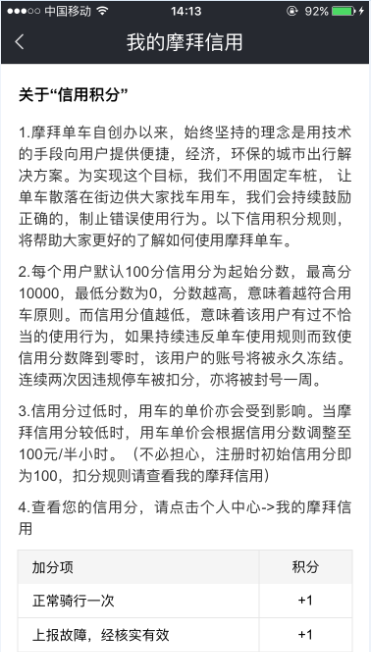 中国移动 14:13 92%
我的摩拜信用
关于“信用积分”
1.摩拜单车自创办以来，始终坚持的理念是用技术
的手段向用户提供便捷，经济，环保的城市出行解
决方案。为实现这个目标，我们不用固定车桩， 让
单车散落在街边供大家找车用车，我们会持续鼓励
正确的，制止错误使用行为。以下信用积分规则，
将帮助大家更好的了解如何使用摩拜单车。
2.每个用户默认100分信用分为起始分数，最高分
10000，最低分数为0，分数越高，意味着越符合用
车原则。而信用分值越低，意味着该用户有过不恰
当的使用行为，如果持续违反单车使用规则而致使
信用分数降到零时，该用户的账号将被永久冻结。
连续两次因违规停车被扣分，亦将被封号一周。
3.信用分过低时，用车的单价亦会受到影响。当摩
拜信用分较低时，用车单价会根据信用分数调整至
100元/半小时。（不必担心，注册时初始信用分即
为100，扣分规则请查看我的摩拜信用）
4.查看您的信用分，请点击个人中心->我的摩拜信
用
加分项 积分
正常骑行一次 +1
上报故障，经核实有效 +1